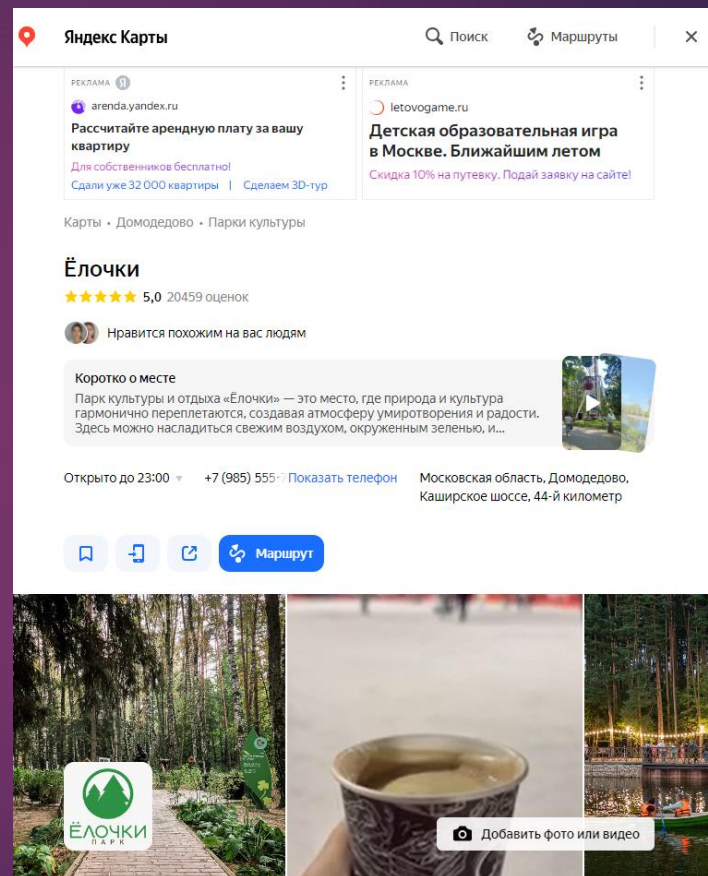 Яндекс Карты
Поиск
Маршруты
РЕКЛАМА Я
arenda.yandex.ru
Рассчитайте арендную плату за вашу
квартиру
Для собственников бесплатно!
Сдали уже 32 000 квартиры | Сделаем 3D-тур
РЕКЛАМА
letovogame.ru
Детская образовательная игра
в Москве. Ближайшим летом
Скидка 10% на путевку. Подай заявку на сайте!
Карты • Домодедово • Парки культуры
Ёлочки
5,0 20459 оценок
Нравится похожим на вас людям
Коротко о месте
Парк культуры и отдыха «Ёлочки» — это место, где природа и культура
гармонично переплетаются, создавая атмосферу умиротворения и радости.
Здесь можно насладиться свежим воздухом, окруженным зеленью, и...
Открыто до 23:00
+7 (985) 555-
Показать телефон
Московская область, Домодедово,
Каширское шоссе, 44-й километр
Маршрут
ЁЛОЧКИ
ПАРК
Добавить фото или видео